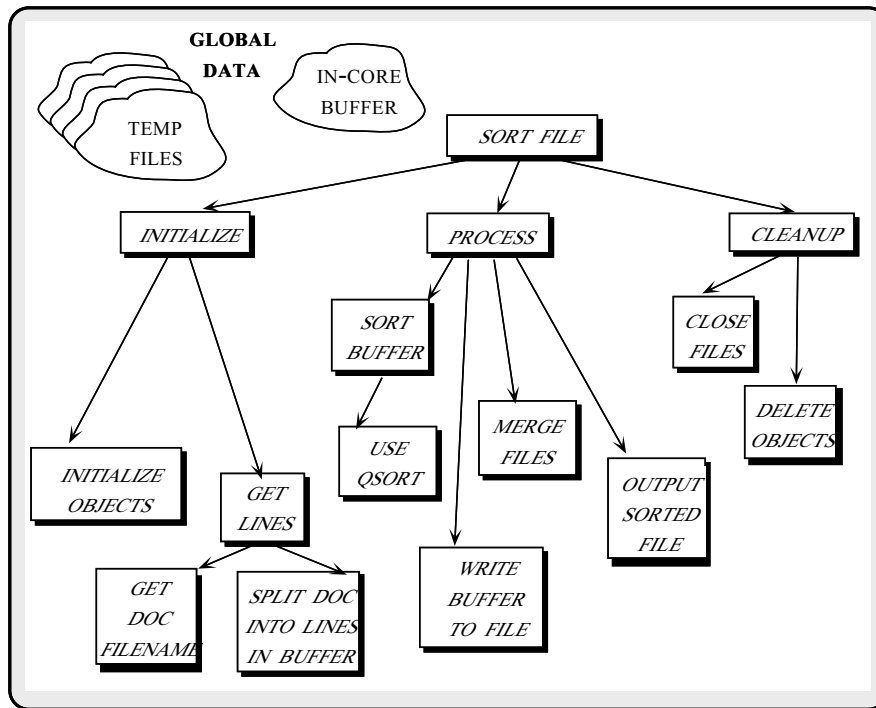 GLOBAL
DATA
IN-CORE
BUFFER
TEMP
FILES
SORT FILE
INITIALIZE
PROCESS
CLEANUP
SORT
BUFFER
CLOSE
FILES
USE
QSORT
MERGE
FILES
DELETE
OBJECTS
INITIALIZE
OBJECTS
GET
LINES
OUTPUT
SORTED
FILE
GET
DOC
FILENAME
SPLIT DOC
INTO LINES
IN BUFFER
WRITE
BUFFER
TO FILE